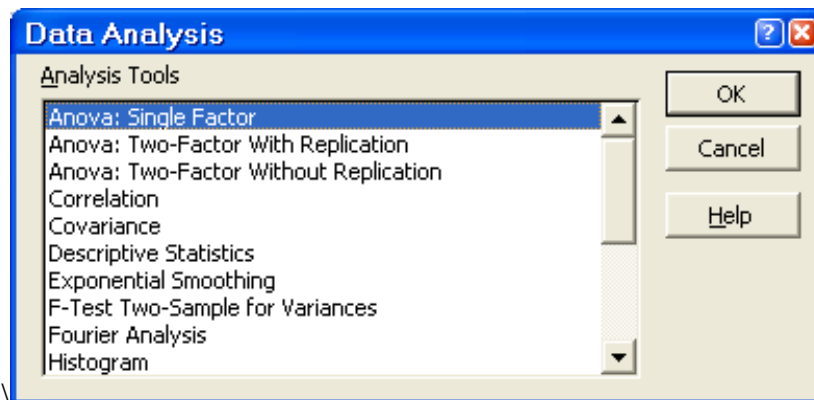 Data Analysis
Analysis Tools
Anova: Single Factor
Anova: Two-Factor With Replication
Anova: Two-Factor Without Replication
Correlation
Covariance
Descriptive Statistics
Exponential Smoothing
F-Test Two-Sample for Variances
Fourier Analysis
Histogram
OK
Cancel
Help
\